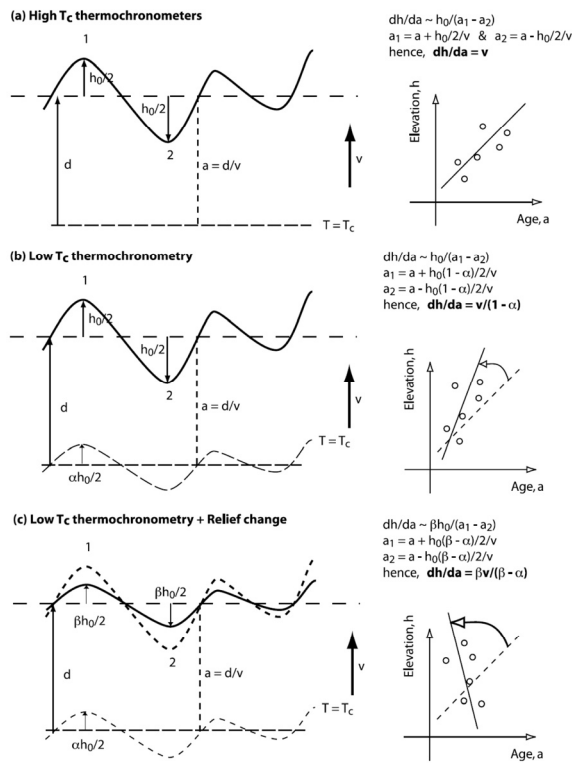 (a) High Tc thermochronometers
1
h0/2
h0/2
2
d
a = d/v
v
T = Tc
dh/da ~ h0/(a1 - a2)
a1 = a + h0/2/v & a2 = a - h0/2/v
hence, dh/da = v
Elevation, h
Age, a
(b) Low Tc thermochronometry
1
h0/2
h0/2
2
d
a = d/v
v
T = Tc
αh0/2
dh/da ~ h0/(a1 - a2)
a1 = a + h0(1 - α)/2/v
a2 = a - h0(1 - α)/2/v
hence, dh/da = v/(1 - α)
Elevation, h
Age, a
(c) Low Tc thermochronometry + Relief change
1
βh0/2
βh0/2
2
d
a = d/v
v
T = Tc
αh0/2
dh/da ~ βh0/(a1 - a2)
a1 = a + h0(β - α)/2/v
a2 = a - h0(β - α)/2/v
hence, dh/da = βv/(β - α)
Elevation, h
Age, a